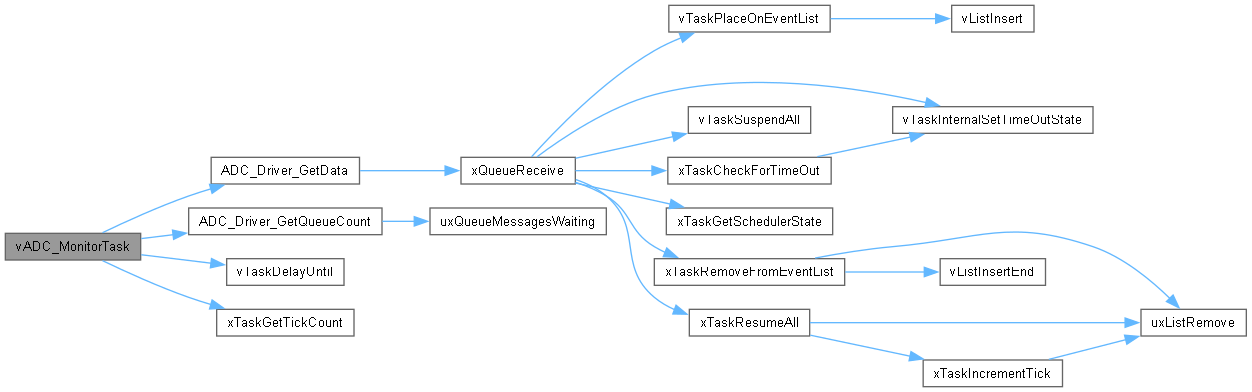 vTaskPlaceOnEventList
vListInsert
vTaskSuspendAll
vTaskInternalSetTimeOutState
ADC_Driver_GetData
xQueueReceive
xTaskCheckForTimeOut
ADC_Driver_GetQueueCount
uxQueueMessagesWaiting
xTaskGetSchedulerState
vADC_MonitorTask
vTaskDelayUntil
xTaskRemoveFromEventList
vListInsertEnd
xTaskGetTickCount
xTaskResumeAll
uxListRemove
xTaskIncrementTick